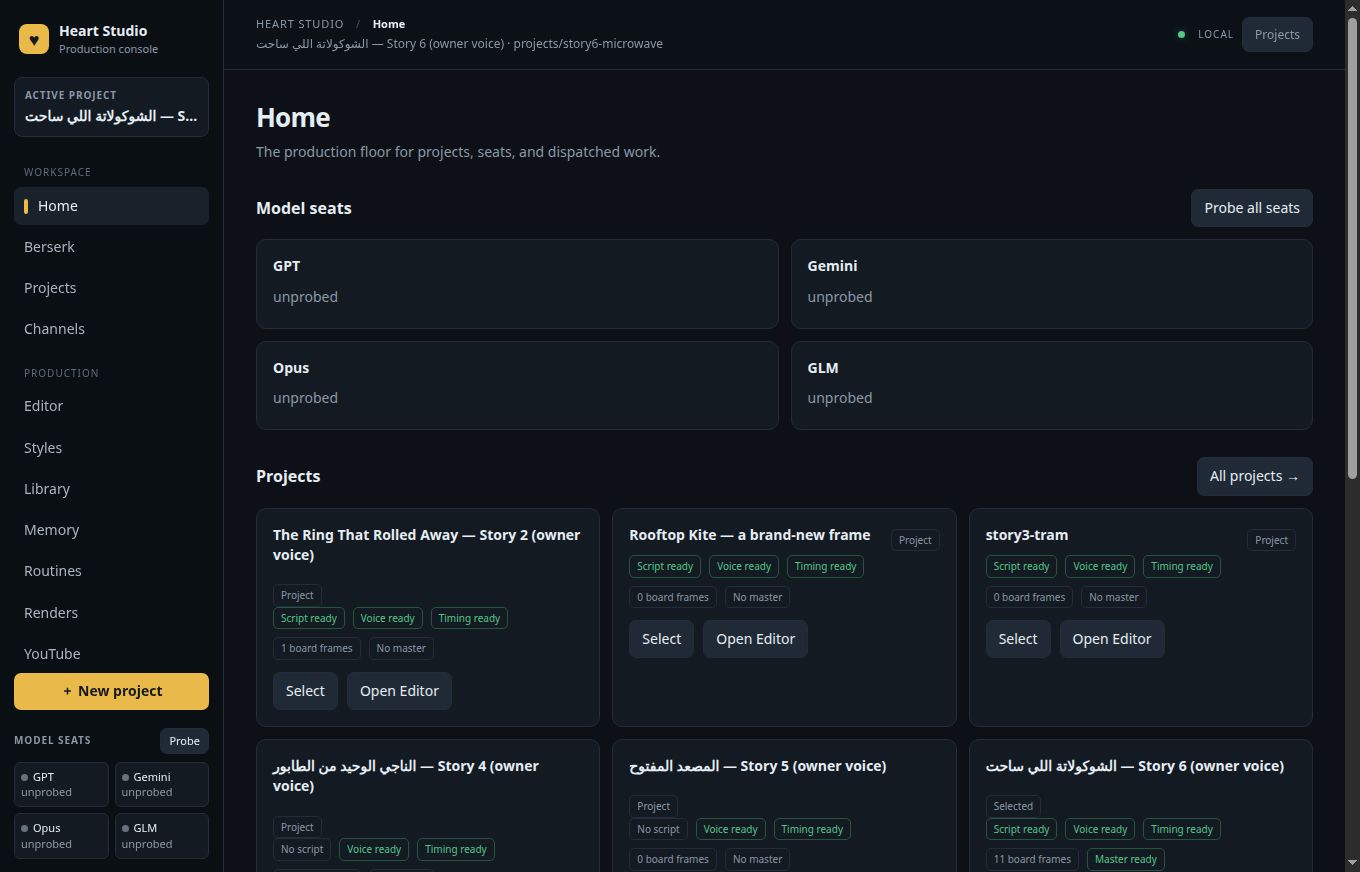 Heart Studio
Production console
ACTIVE PROJECT
الشوكولاتة اللي ساحت — S...
WORKSPACE
Home
Berserk
Projects
Channels
PRODUCTION
Editor
Styles
Library
Memory
Routines
Renders
YouTube
+ New project
MODEL SEATS
Probe
GPT
unprobed
Gemini
unprobed
Opus
unprobed
GLM
unprobed
HEART STUDIO / Home
الشوكولاتة اللي ساحت — Story 6 (owner voice) · projects/story6-microwave
LOCAL
Projects
Home
The production floor for projects, seats, and dispatched work.
Model seats
Probe all seats
GPT
unprobed
Gemini
unprobed
Opus
unprobed
GLM
unprobed
Projects
All projects →
The Ring That Rolled Away — Story 2 (owner
voice)
Project
Script ready Voice ready Timing ready
1 board frames No master
Select Open Editor
Rooftop Kite — a brand-new frame
Project
Script ready Voice ready Timing ready
0 board frames No master
Select Open Editor
story3-tram
Project
Script ready Voice ready Timing ready
0 board frames No master
Select Open Editor
الناجي الوحيد من الطابور — Story 4 (owner
voice)
Project
No script Voice ready Timing ready
المصعد المفتوح — Story 5 (owner voice)
Project
No script Voice ready Timing ready
0 board frames No master
الشوكولاتة اللي ساحت — Story 6 (owner voice)
Selected
Script ready Voice ready Timing ready
11 board frames Master ready